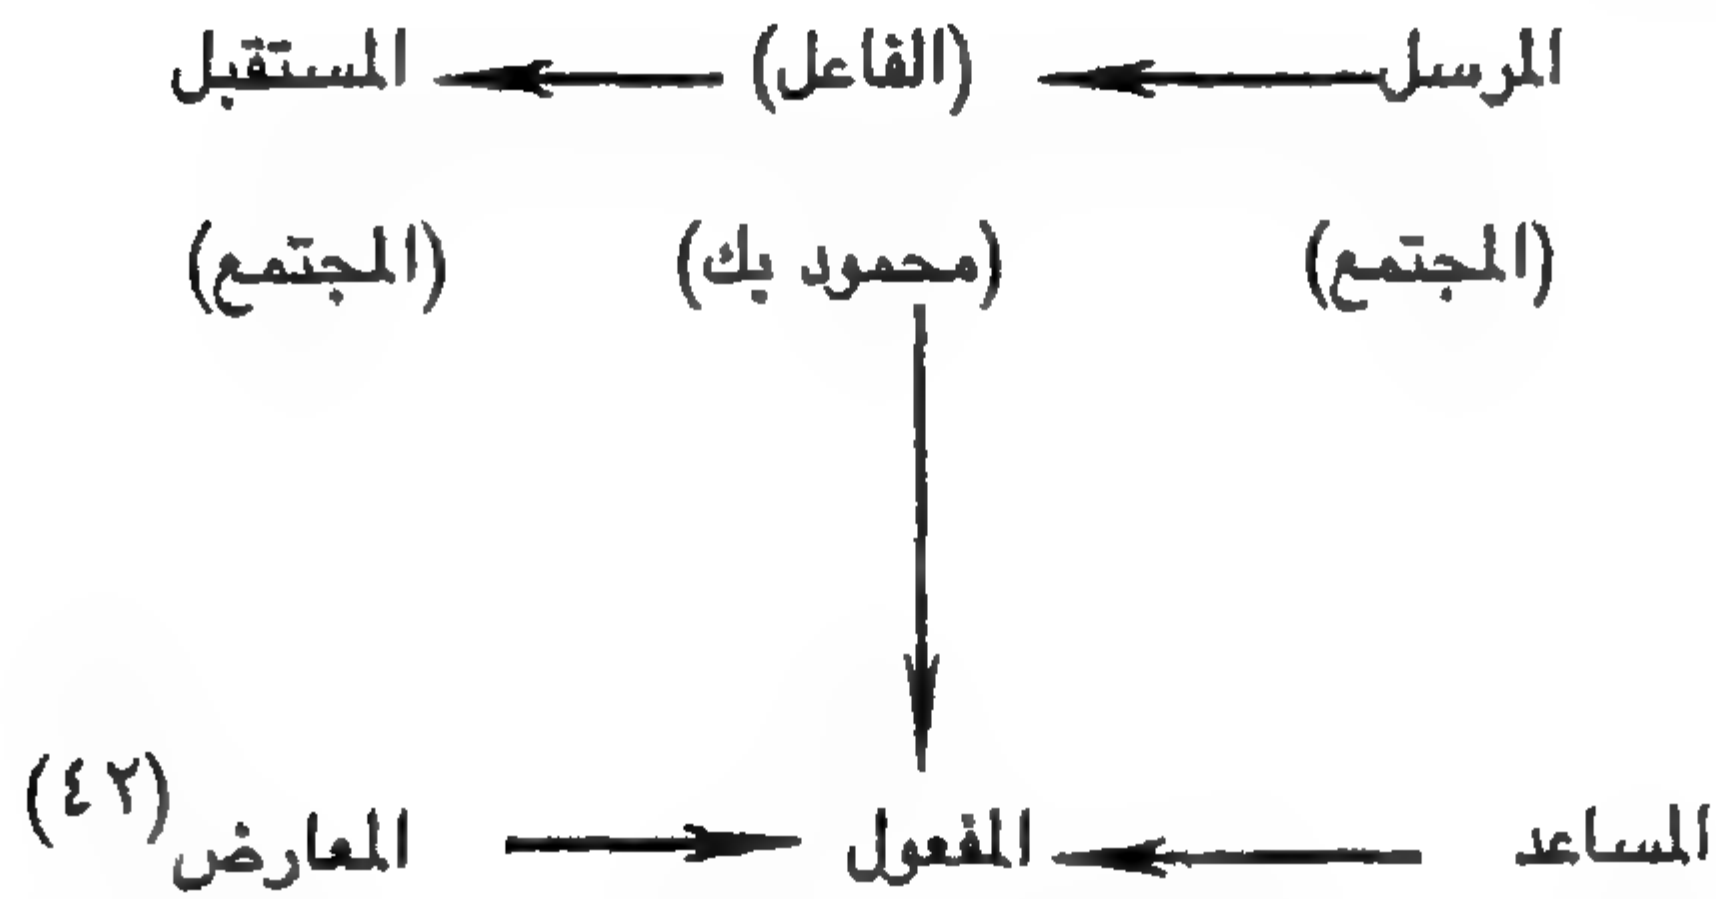 المرسل (الفاعل) المستقبل
(المجتمع) (محمود بك) (المجتمع)
المساعد المفعول المعارض(٤٢)